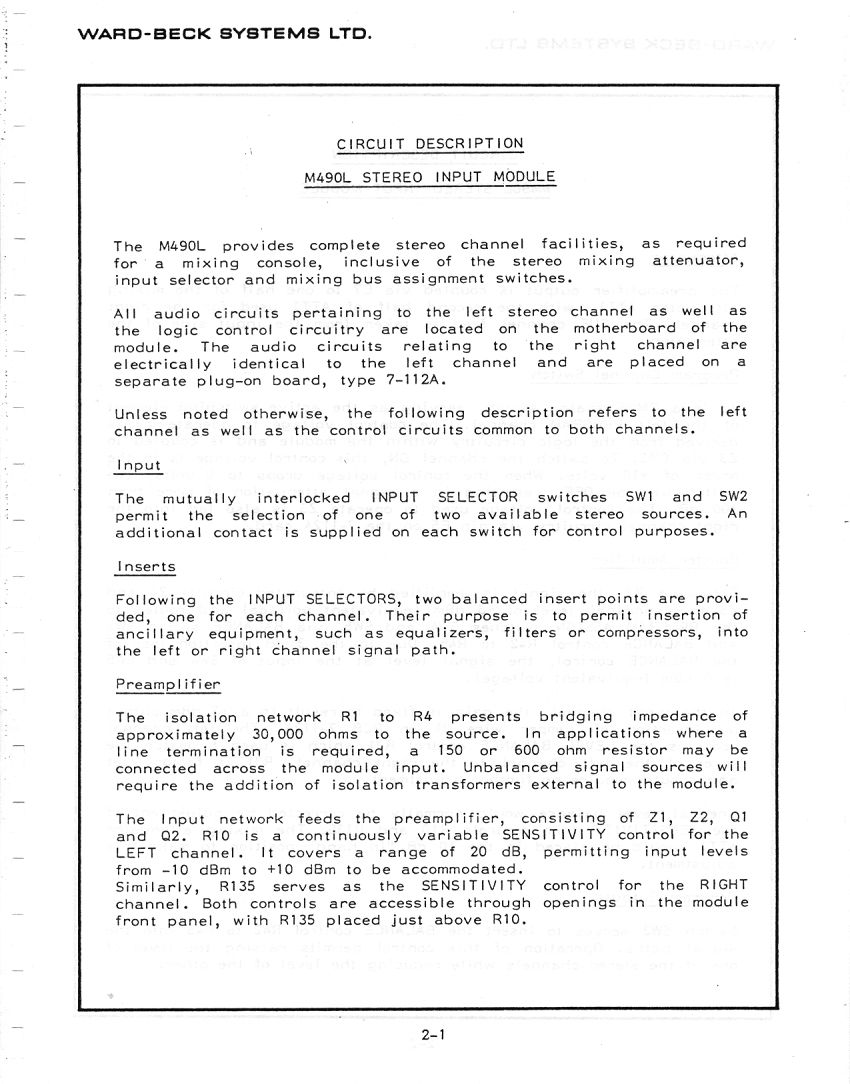 WARD-BECK SYSTEMS LTD.
CIRCUIT DESCRIPTION
M490L STEREO INPUT MODULE
The M490L provides complete stereo channel facilities, as required
for a mixing console, inclusive of the stereo mixing attenuator,
input selector and mixing bus assignment switches.
All audio circuits pertaining to the left stereo channel as well as
the logic control circuitry are located on the motherboard of the
module. The audio circuits relating to the right channel are
electrically identical to the left channel and are placed on a
separate plug-on board, type 7-112A.
Unless noted otherwise, the following description refers to the left
channel as well as the control circuits common to both channels.
Input
The mutually interlocked INPUT SELECTOR switches SW1 and SW2
permit the selection of one of two available stereo sources. An
additional contact is supplied on each switch for control purposes.
Inserts
Following the INPUT SELECTORS, two balanced insert points are provi-
ded, one for each channel. Their purpose is to permit insertion of
ancillary equipment, such as equalizers, filters or compressors, into
the left or right channel signal path.
Preamplifier
The isolation network R1 to R4 presents bridging impedance of
approximately 30,000 ohms to the source. In applications where a
line termination is required, a 150 or 600 ohm resistor may be
connected across the module input. Unbalanced signal sources will
require the addition of isolation transformers external to the module.
The Input network feeds the preamplifier, consisting of Z1, Z2, Q1
and Q2. R10 is a continuously variable SENSITIVITY control for the
LEFT channel. It covers a range of 20 dB, permitting input levels
from -10 dBm to +10 dBm to be accommodated.
Similarly, R135 serves as the SENSITIVITY control for the RIGHT
channel. Both controls are accessible through openings in the module
front panel, with R135 placed just above R10.
2-1